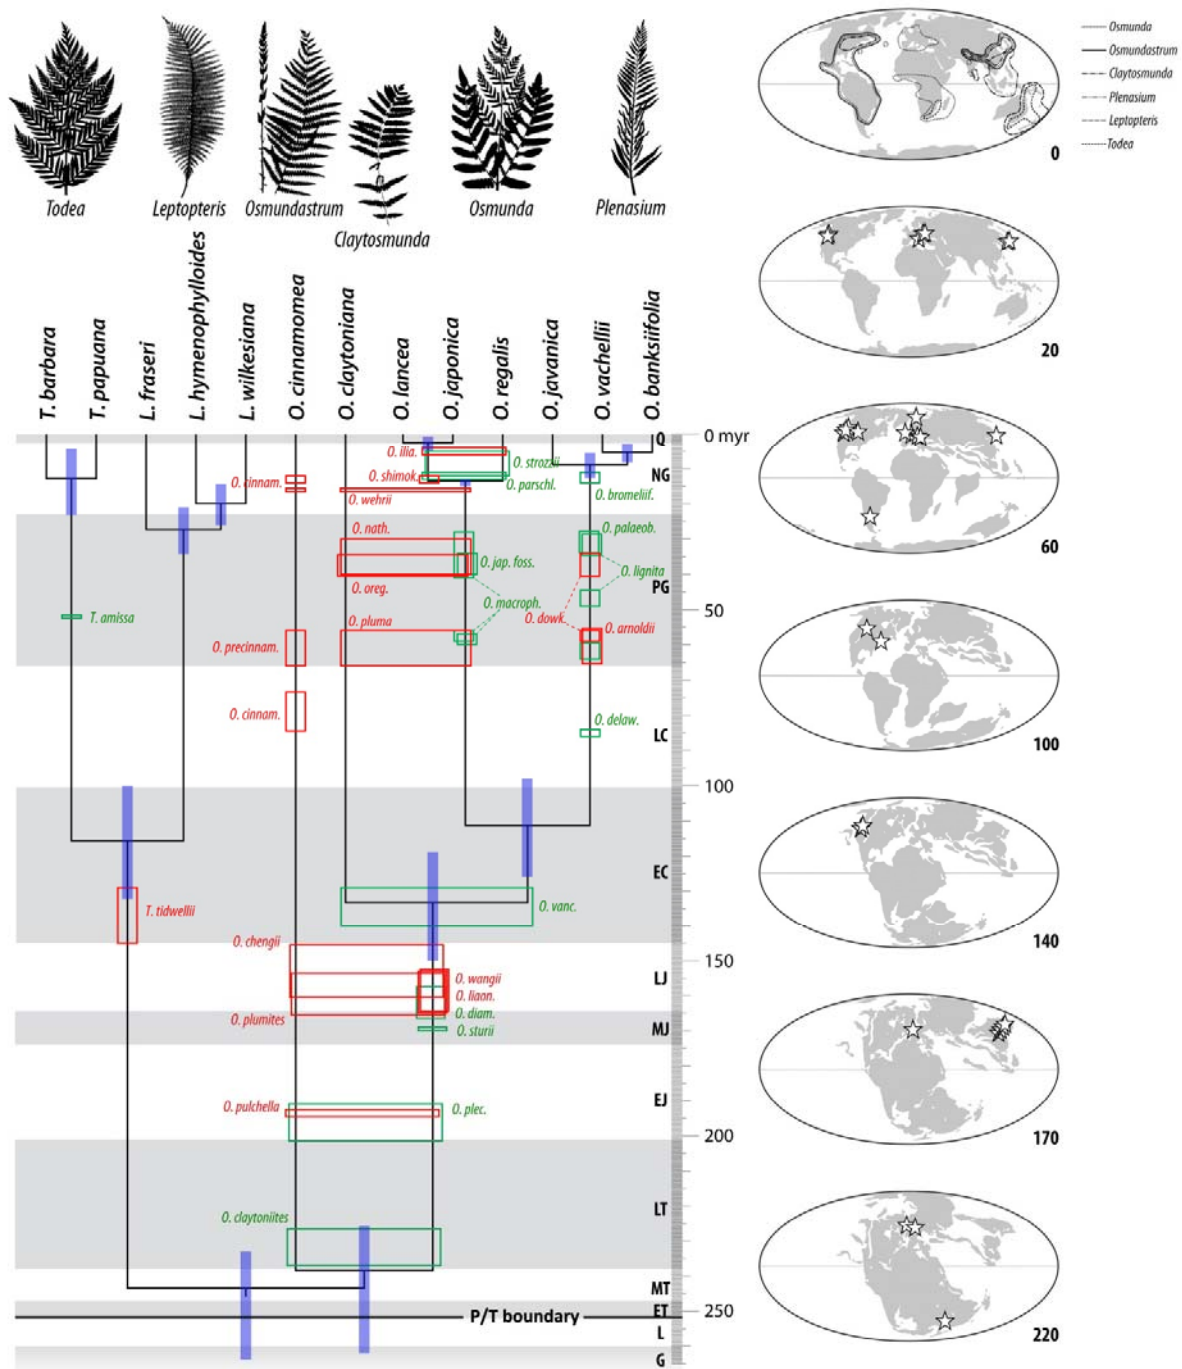 Todea
Leptopteris
Osmundastrum
Claytosmunda
Osmunda
Plenasium
T. barbara
T. papuana
L. fraseri
L. hymenophylloides
L. wilkesiana
O. cinnamomea
O. claytoniana
O. lancea
O. japonica
O. regalis
O. javanica
O. vachellii
O. banksiifolia
Q
0 myr
O. ilia.
O. strozzii
O. cinnam.
O. shimok.
NG
O. parschl.
O. wehrii
O. bromeliif.
O. nath.
O. palaeob.
O. jap. foss.
O. lignita
O. oreg.
PG
O. macroph.
50
T. amissa
O. pluma
O. dowk.
O. arnoldii
O. precinnam.
O. cinnam.
O. delaw.
LC
100
EC
T. tidwellii
O. vanc.
O. chengii
150
O. wangii
LJ
O. liaon.
O. plumites
O. diam.
O. sturii
MJ
O. pulchella
O. plec.
EJ
200
LT
O. claytoniites
MT
ET
250
P/T boundary
L
G
Osmunda
Osmundastrum
Claytosmunda
Plenasium
Leptopteris
Todea
0
20
60
100
140
170
220